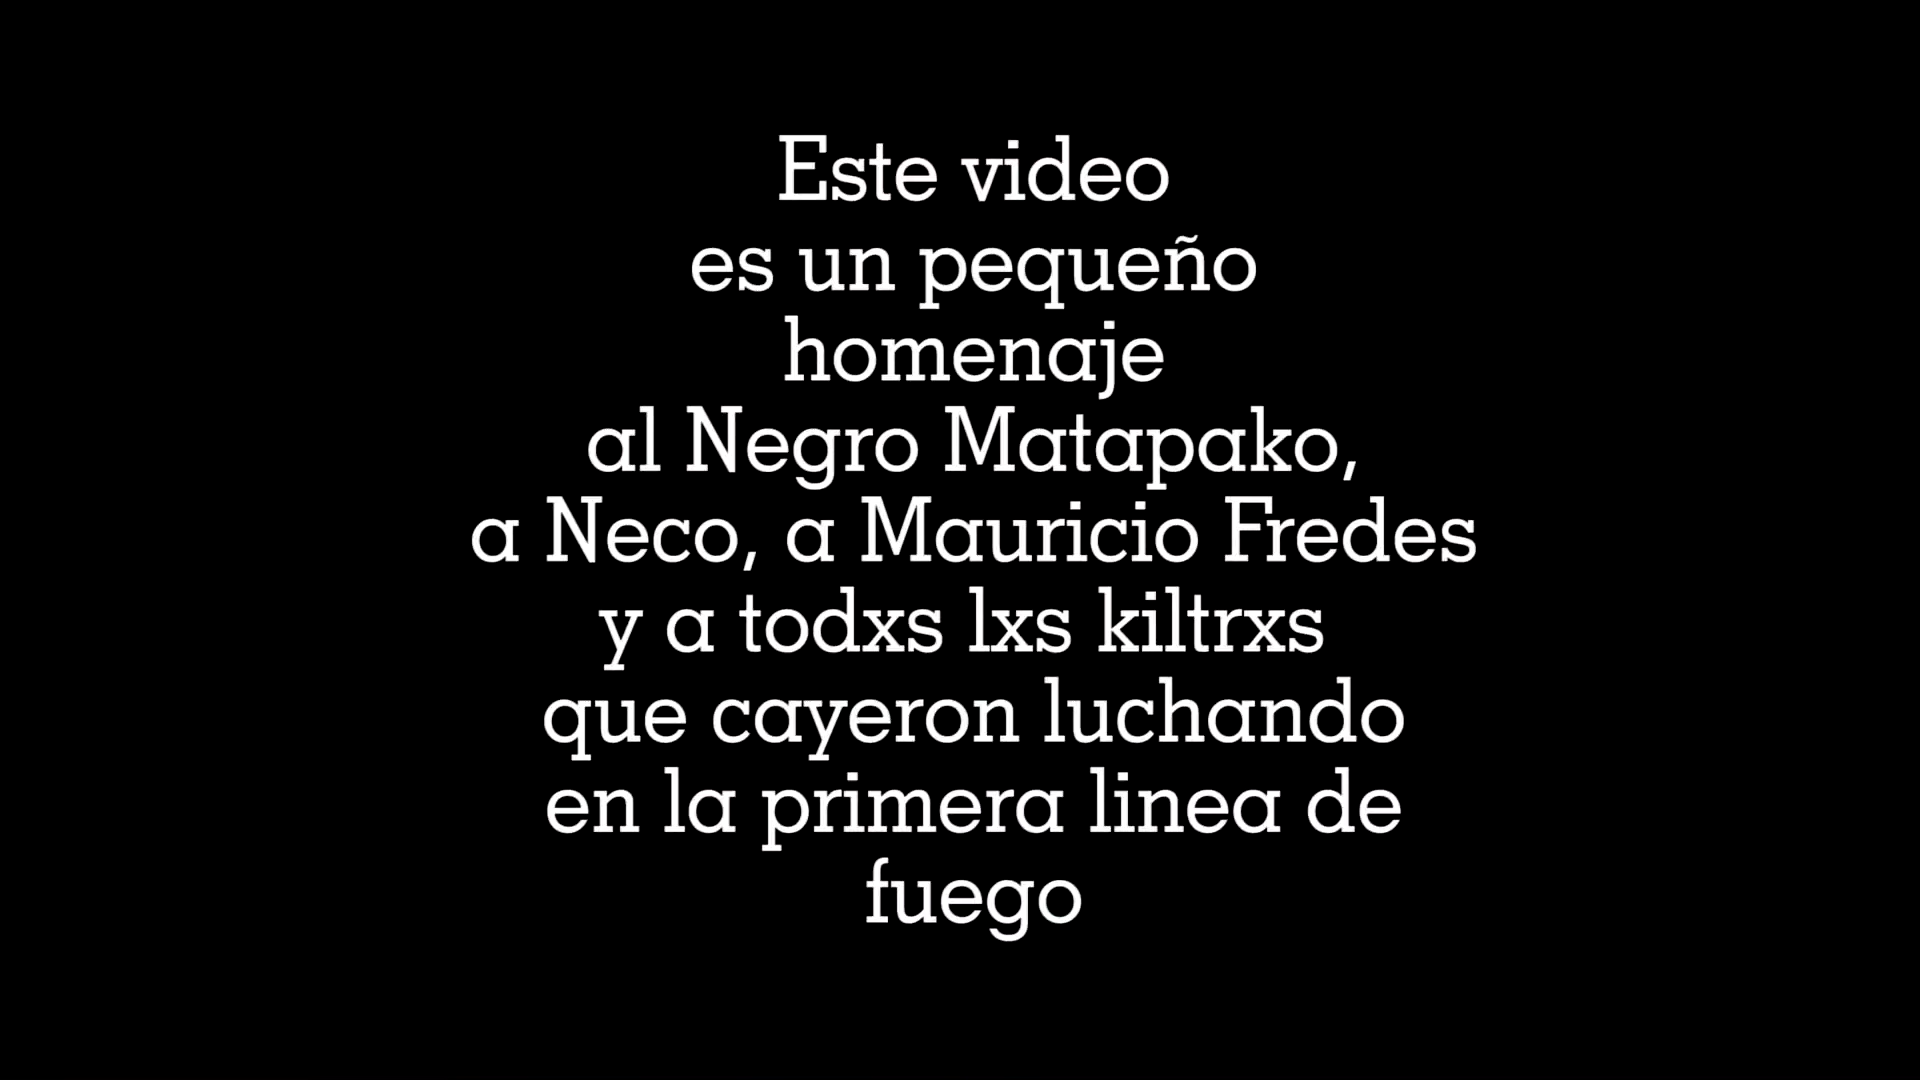 Este video
es un pequeño
homenaje
al Negro Matapako,
a Neco, a Mauricio Fredes
y a todxs lxs kiltrxs
que cayeron luchando
en la primera linea de
fuego